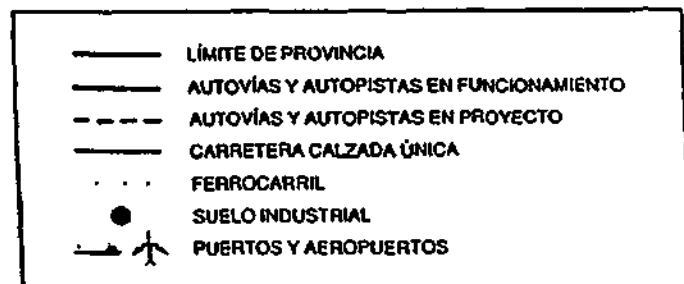 LÍMITE DE PROVINCIA
AUTOVÍAS Y AUTOPISTAS EN FUNCIONAMIENTO
AUTOVÍAS Y AUTOPISTAS EN PROYECTO
CARRETERA CALZADA ÚNICA
FERROCARRIL
SUELO INDUSTRIAL
PUERTOS Y AEROPUERTOS